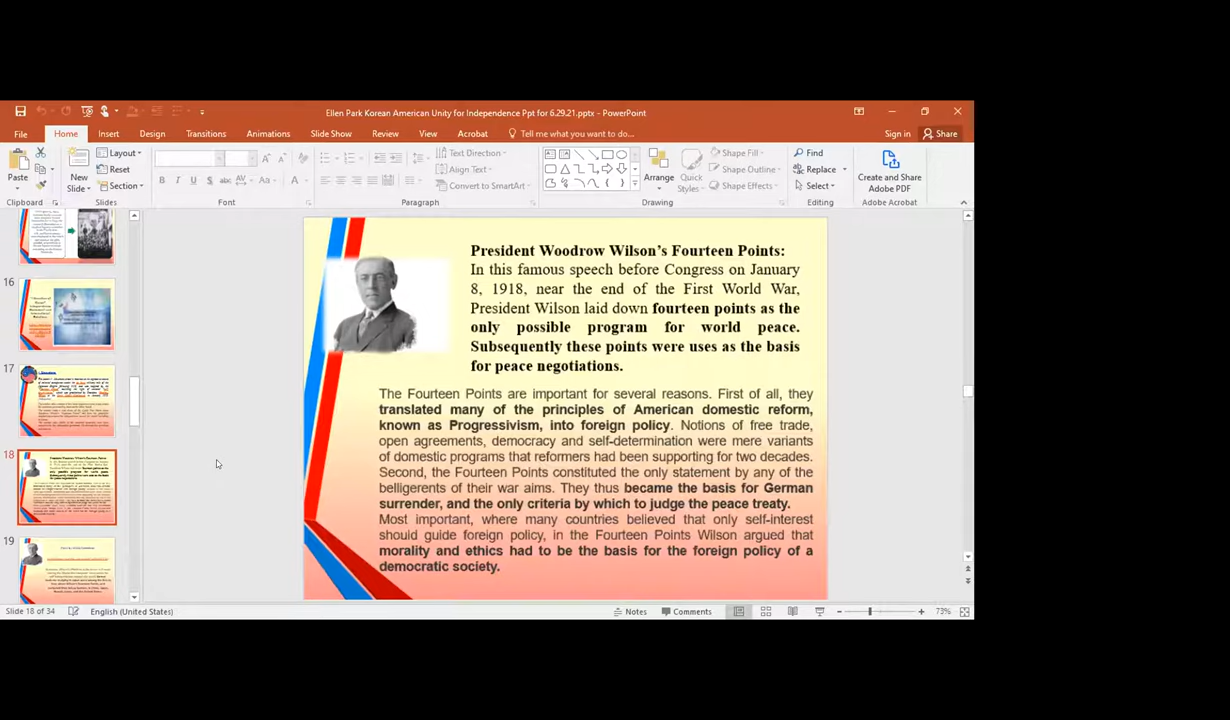 Ellen Park Korean American Unity for Independence Ppt for 6.29.21.pptx - PowerPoint
File Home Insert Design Transitions Animations Slide Show Review View Acrobat Tell me what you want to do... Sign in Share
Paste
New
Slide
Layout
Reset
Section
B I U S abc AV Aa A
Text Direction
Align Text
Convert to SmartArt
Arrange
Quick
Styles
Shape Fill
Shape Outline
Shape Effects
Find
Replace
Select
Create and Share
Adobe PDF
Clipboard Slides Font Paragraph Drawing Editing Adobe Acrobat
16
17
18
19
President Woodrow Wilson's Fourteen Points:
In this famous speech before Congress on January
8, 1918, near the end of the First World War,
President Wilson laid down fourteen points as the
only possible program for world peace.
Subsequently these points were uses as the basis
for peace negotiations.
The Fourteen Points are important for several reasons. First of all, they
translated many of the principles of American domestic reform,
known as Progressivism, into foreign policy. Notions of free trade,
open agreements, democracy and self-determination were mere variants
of domestic programs that reformers had been supporting for two decades.
Second, the Fourteen Points constituted the only statement by any of the
belligerents of their war aims. They thus became the basis for German
surrender, and the only criteria by which to judge the peace treaty.
Most important, where many countries believed that only self-interest
should guide foreign policy, in the Fourteen Points Wilson argued that
morality and ethics had to be the basis for the foreign policy of a
democratic society.
Slide 18 of 34 English (United States) Notes Comments 73%